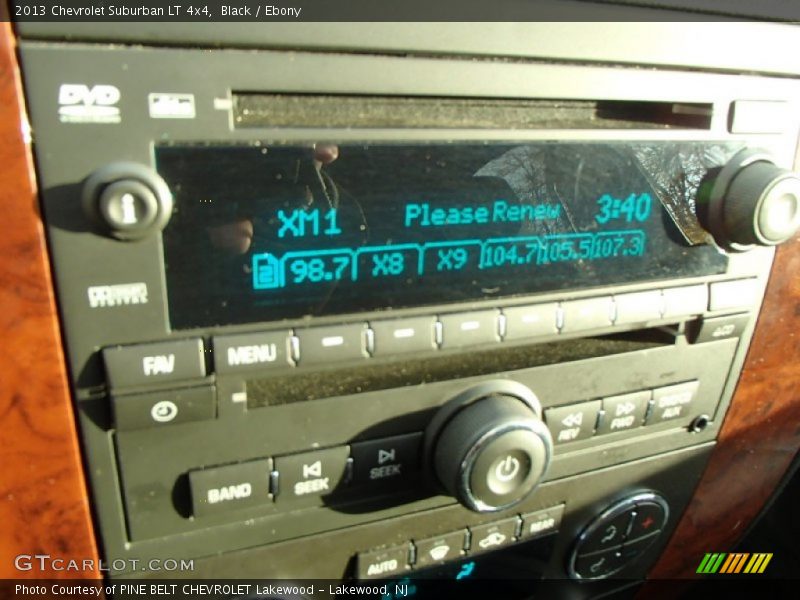 2013 Chevrolet Suburban LT 4x4, Black / Ebony
DVD
XM1 Please Renew 3:40
98.7 X8 X9 104.7 105.5 107.3
DIGITAL
FAV MENU
REV FWD AUX
SEEK SEEK
BAND
AUTO REAR
GTCARLOT.COM
Photo Courtesy of PINE BELT CHEVROLET Lakewood - Lakewood, NJ